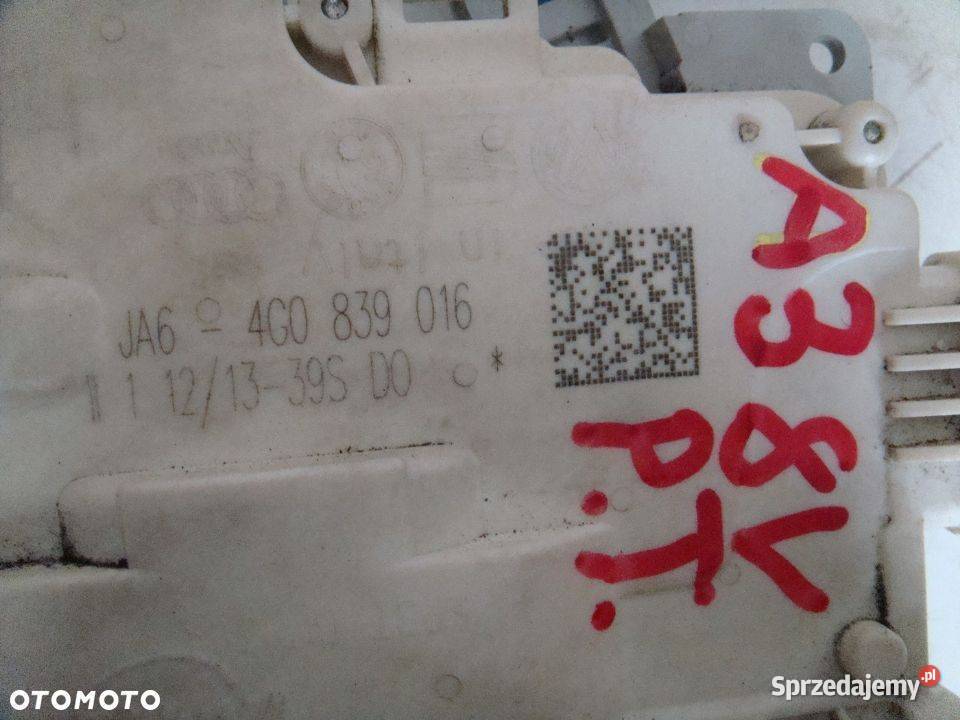 JA6 4G0 839 016
1 12/13-39S D0 *
A3 8V
P.T.
OTOMOTO
Sprzedajemy.pl